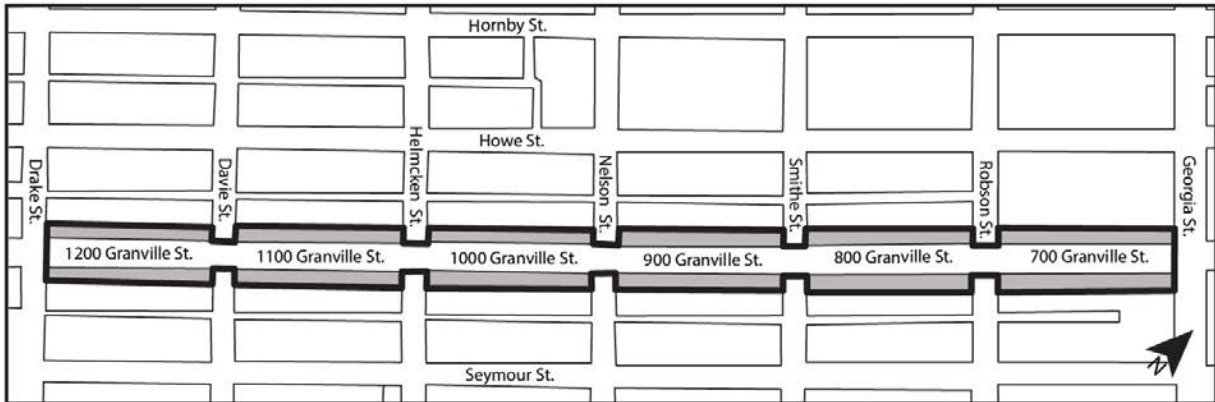 Hornby St.
Howe St.
Drake St.
Davie St.
Helmcken St.
Nelson St.
Smithe St.
Robson St.
Georgia St.
1200 Granville St.
1100 Granville St.
1000 Granville St.
900 Granville St.
800 Granville St.
700 Granville St.
Seymour St.
N